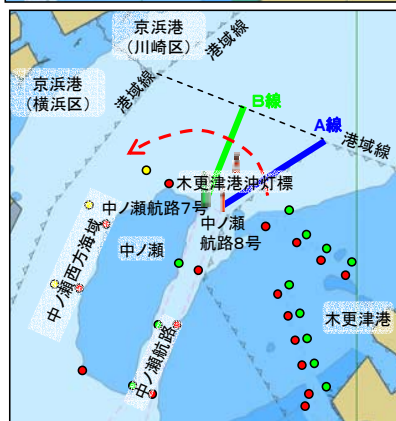 京浜港
（川崎区）
京浜港
（横浜区）
港域線
港域線
B線
A線
港域線
木更津港沖灯標
中ノ瀬航路7号
中ノ瀬
航路8号
中ノ瀬
中ノ瀬西方海域
木更津港
中ノ瀬航路